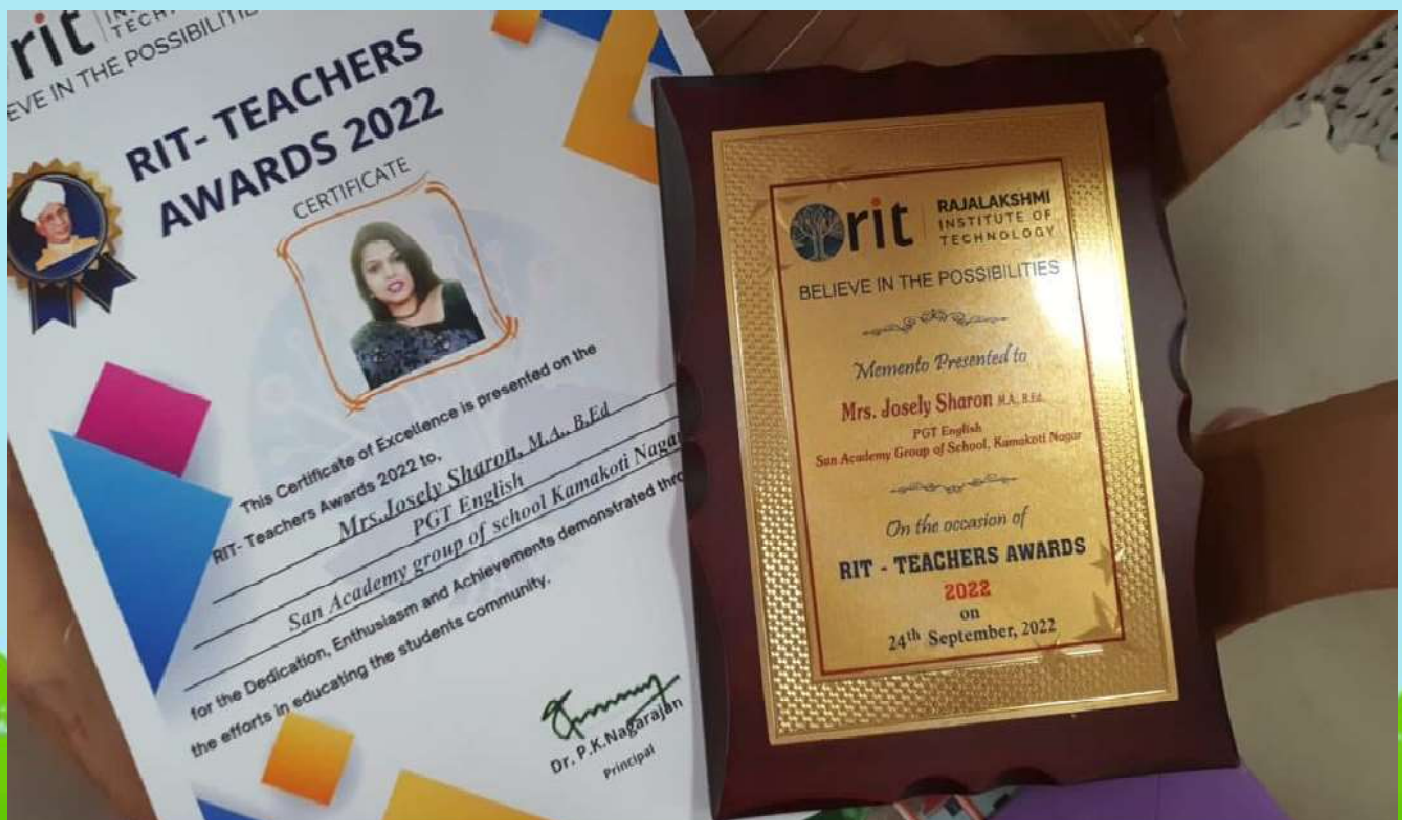 rit
TECH
EVE IN THE POSSIBILITIE
RIT- TEACHERS
AWARDS 2022
CERTIFICATE
This Certificate of Excellence is presented on the
RIT- Teachers Awards 2022 to,
Mrs.Josely Sharon, M.A., B.Ed
PGT English
San Academy group of school Kamakoti Nagar
for the Dedication, Enthusiasm and Achievements demonstrated thro
the efforts in educating the students community.
Dr. P.K.Nagarajan
Principal
rit
RAJALAKSHMI
INSTITUTE OF
TECHNOLOGY
BELIEVE IN THE POSSIBILITIES
Memento Presented to
Mrs. Josely Sharon M.A, B.Ed.
PGT English
San Academy Group of School, Kamakoti Nagar
On the occasion of
RIT - TEACHERS AWARDS
2022
on
24th September, 2022